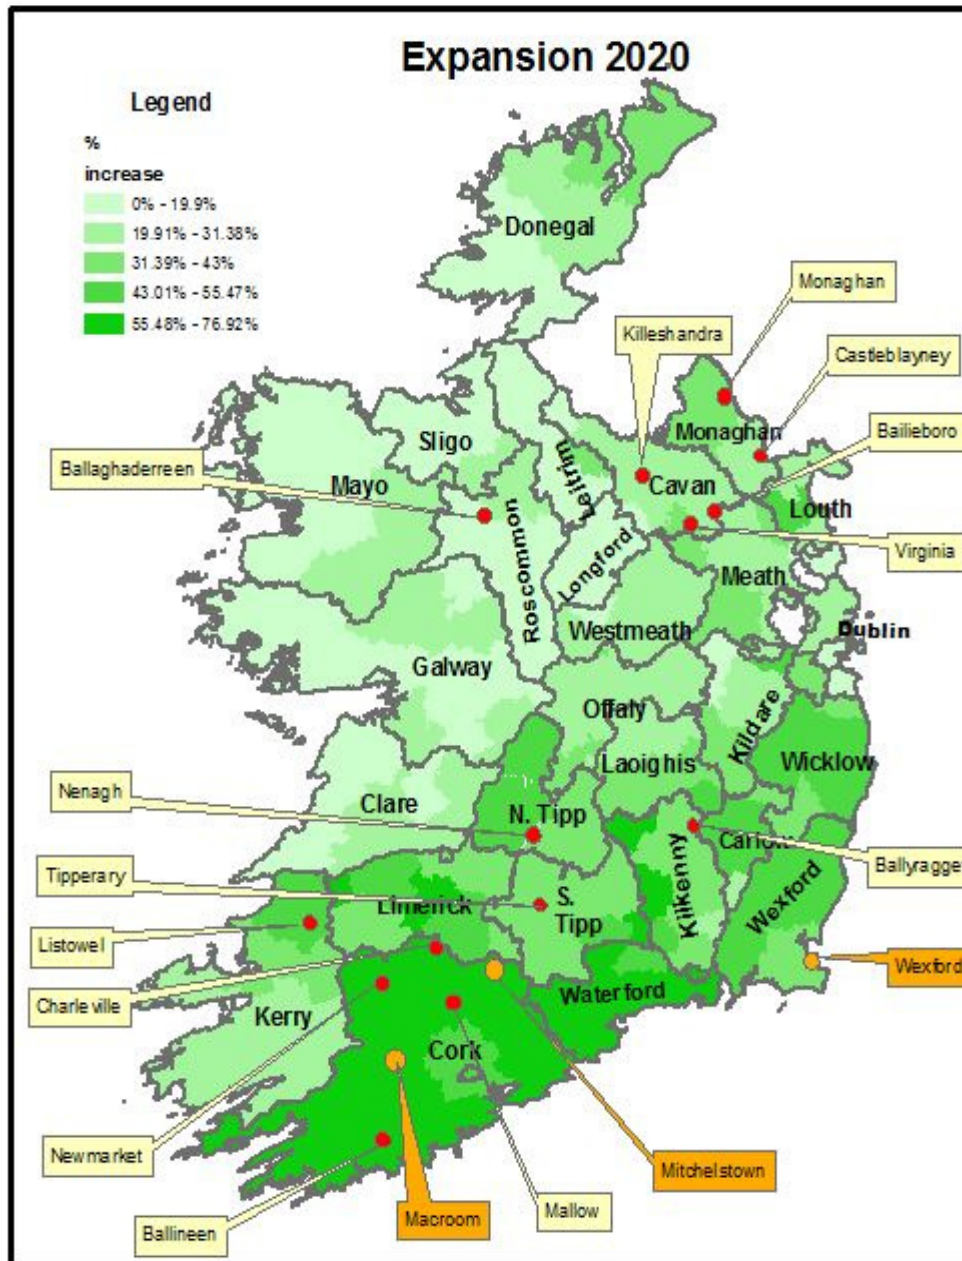 Expansion 2020
Legend
%
increase
0% - 19.9%
19.91% - 31.38%
31.39% - 43%
43.01% - 55.47%
55.48% - 76.92%
Donegal
Monaghan
Killeshandra
Castleblayney
Monaghan
Bailieboro
Sligo
Leitrim
Cavan
Ballaghaderreen
Mayo
Louth
Roscommon
Longford
Virginia
Meath
Westmeath
Dublin
Galway
Offaly
Kildare
Laoighis
Wicklow
Nenagh
Clare
N. Tipp
Carlow
Ballyragget
Tipperary
Limerick
S.
Tipp
Kilkenny
Wexford
Listowel
Wexford
Charleville
Waterford
Kerry
Cork
Newmarket
Mitchelstown
Mallow
Macroom
Ballineen